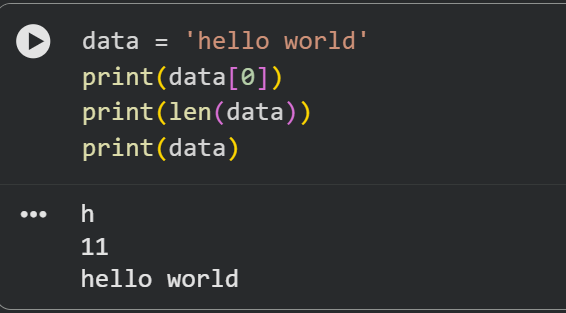 data = 'hello world'
print(data[0])
print(len(data))
print(data)
h
11
hello world